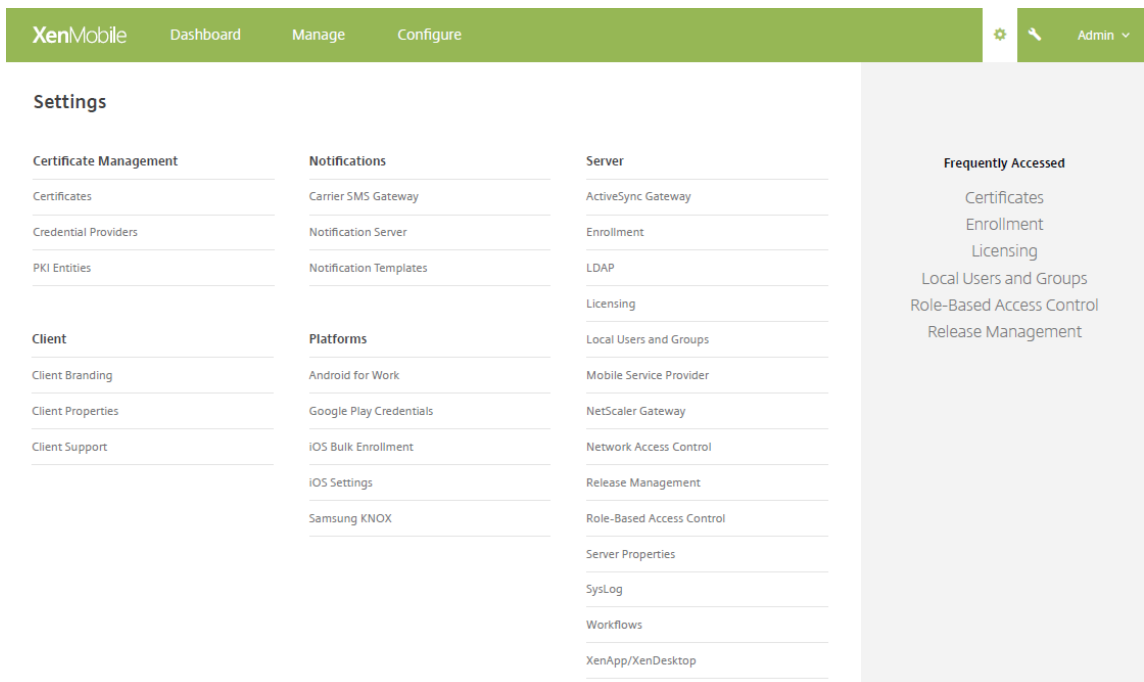 XenMobile Dashboard Manage Configure Admin
Settings
Certificate Management
Certificates
Credential Providers
PKI Entities
Notifications
Carrier SMS Gateway
Notification Server
Notification Templates
Client
Client Branding
Client Properties
Client Support
Platforms
Android for Work
Google Play Credentials
iOS Bulk Enrollment
iOS Settings
Samsung KNOX
Server
ActiveSync Gateway
Enrollment
LDAP
Licensing
Local Users and Groups
Mobile Service Provider
NetScaler Gateway
Network Access Control
Release Management
Role-Based Access Control
Server Properties
SysLog
Workflows
XenApp/XenDesktop
Frequently Accessed
Certificates
Enrollment
Licensing
Local Users and Groups
Role-Based Access Control
Release Management